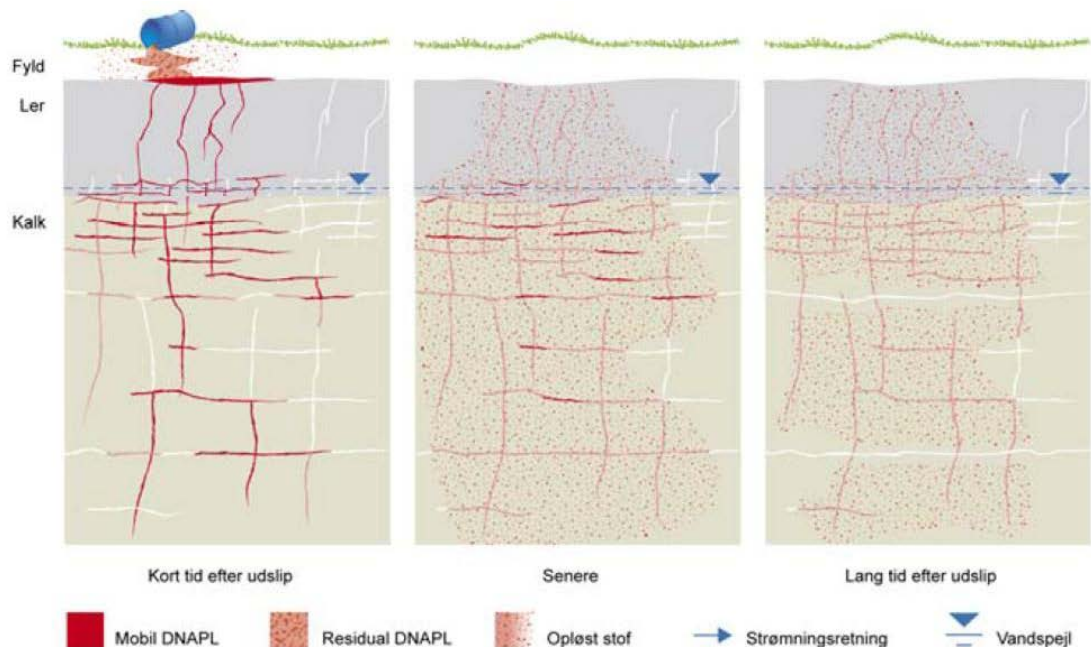 Fyld
Ler
Kalk
Kort tid efter udslip
Senere
Lang tid efter udslip
Mobil DNAPL
Residual DNAPL
Opløst stof
Strømningsretning
Vandspejl